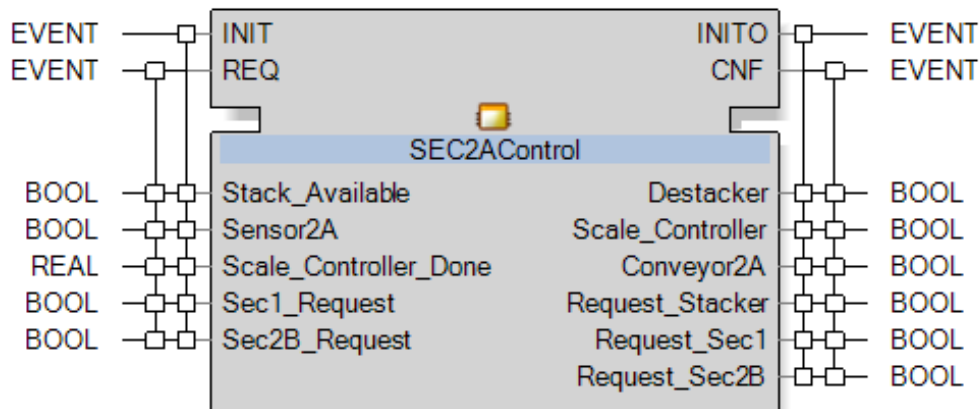 EVENT INIT INITO EVENT
EVENT REQ CNF EVENT
SEC2AControl
BOOL Stack_Available Destacker BOOL
BOOL Sensor2A Scale_Controller BOOL
REAL Scale_Controller_Done Conveyor2A BOOL
BOOL Sec1_Request Request_Stacker BOOL
BOOL Sec2B_Request Request_Sec1 BOOL
Request_Sec2B BOOL